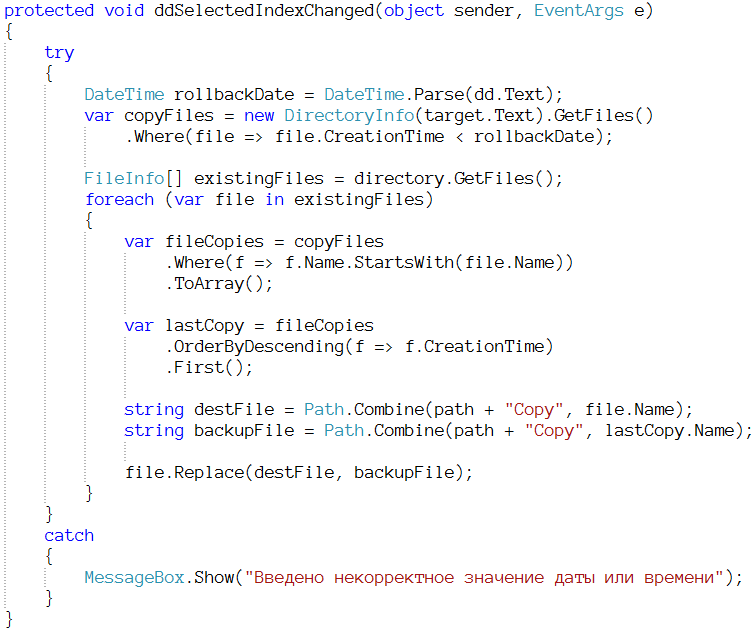 protected void ddSelectedIndexChanged(object sender, EventArgs e)
{
    try
    {
        DateTime rollbackDate = DateTime.Parse(dd.Text);
        var copyFiles = new DirectoryInfo(target.Text).GetFiles()
            .Where(file => file.CreationTime < rollbackDate);

        FileInfo[] existingFiles = directory.GetFiles();
        foreach (var file in existingFiles)
        {
            var fileCopies = copyFiles
                .Where(f => f.Name.StartsWith(file.Name))
                .ToArray();

            var lastCopy = fileCopies
                .OrderByDescending(f => f.CreationTime)
                .First();

            string destFile = Path.Combine(path + "Copy", file.Name);
            string backupFile = Path.Combine(path + "Copy", lastCopy.Name);

            file.Replace(destFile, backupFile);
        }
    }
    catch
    {
        MessageBox.Show("Введено некорректное значение даты или времени");
    }
}